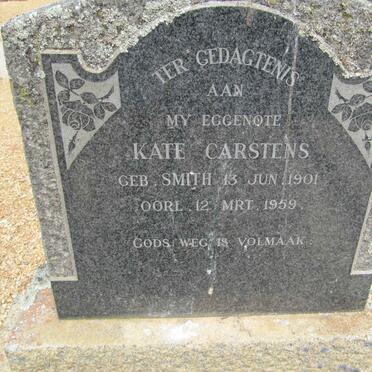 TER GEDAGTENIS
AAN
MY EGGENOTE
KATE CARSTENS
GEB. SMITH 13 JUN. 1901
OORL. 12 MRT. 1959.
GODS WEG IS VOLMAAK.